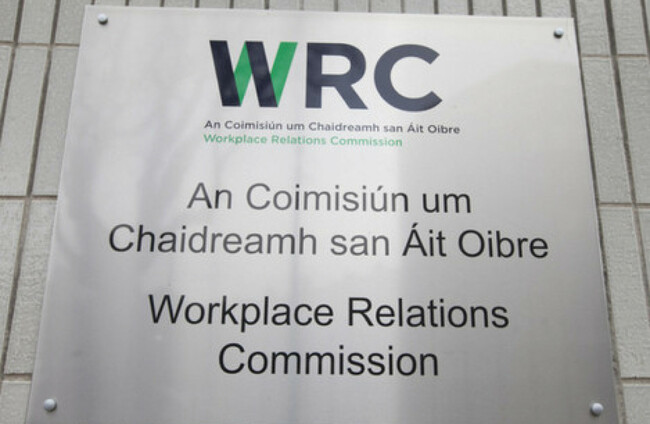 WRC
An Coimisiún um Chaidreamh san Áit Oibre
Workplace Relations Commission
An Coimisiún um
Chaidreamh san Áit Oibre
Workplace Relations
Commission